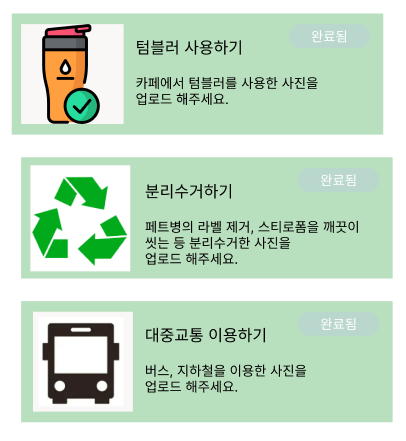 완료됨
텀블러 사용하기
카페에서 텀블러를 사용한 사진을
업로드 해주세요.
완료됨
분리수거하기
페트병의 라벨 제거, 스티로폼을 깨끗이
씻는 등 분리수거한 사진을
업로드 해주세요.
완료됨
대중교통 이용하기
버스, 지하철을 이용한 사진을
업로드 해주세요.